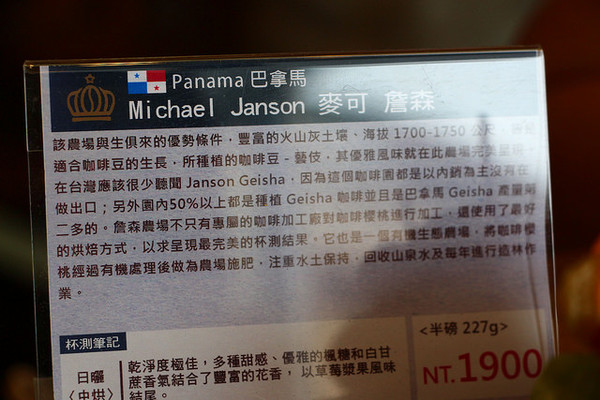 Panama 巴拿馬
Michael Janson 麥可 詹森
該農場與生俱來的優勢條件，豐富的火山灰土壤、海拔 1700-1750 公尺
適合咖啡豆的生長，所種植的咖啡豆-藝伎，其優雅風味就在此農場完美呈現
在台灣應該很少聽聞 Janson Geisha，因為這個咖啡園都是以內銷為主沒有在
做出口；另外園內50%以上都是種植 Geisha 咖啡並且是巴拿馬 Geisha 產量第
二多的。詹森農場不只有專屬的咖啡加工廠對咖啡櫻桃進行加工，還使用了最好
的烘焙方式，以求呈現最完美的杯測結果。它也是一個有機生態農場，將咖啡櫻
桃經過有機處理後做為農場施肥，注重水土保持，回收山泉水及每年進行造林作
業。
杯測筆記
<半磅 227g>
NT.1900
日曬
<中烘>
乾淨度極佳，多種甜感、優雅的楓糖和白甘
蔗香氣結合了豐富的花香，以草莓漿果風味
結尾。